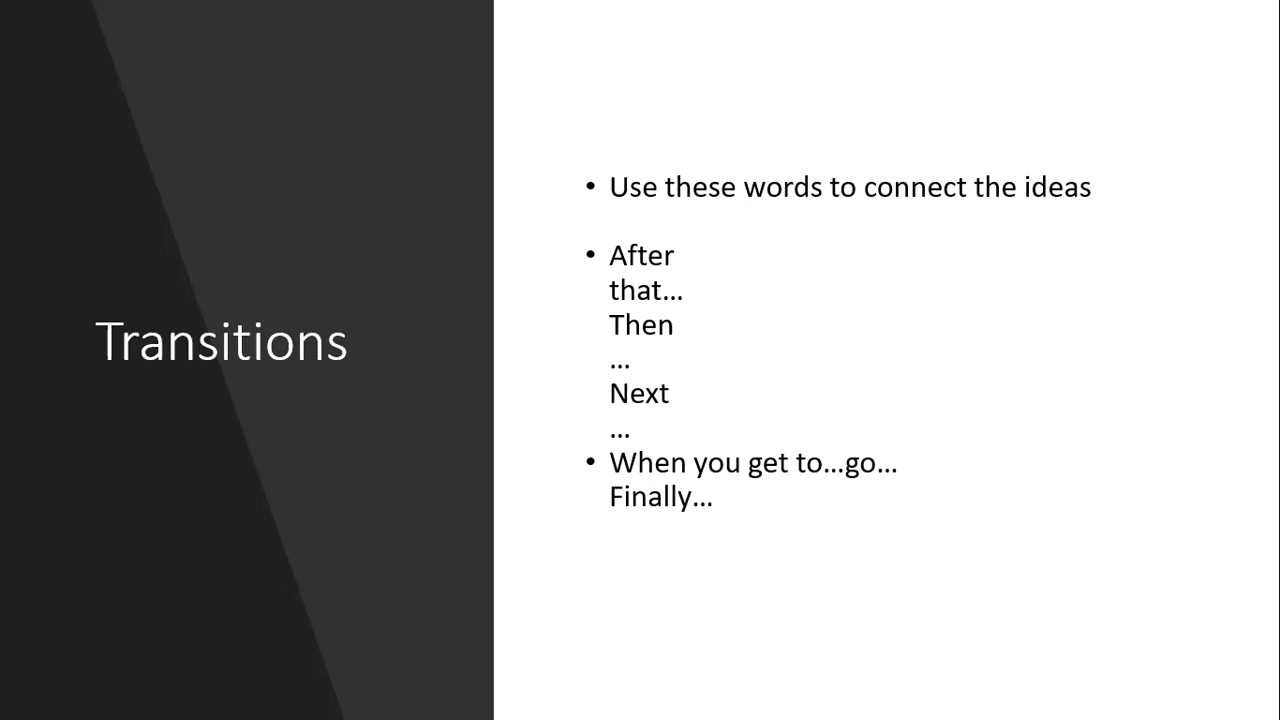 Transitions
• Use these words to connect the ideas
• After
that...
Then
...
Next
...
• When you get to...go...
Finally...